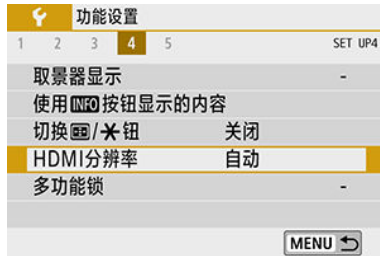 功能设置
1 2 3 4 5 SET UP4
取景器显示 -
使用INFO按钮显示的内容
切换/钮 关闭
HDMI分辨率 自动
多功能锁 -
MENU